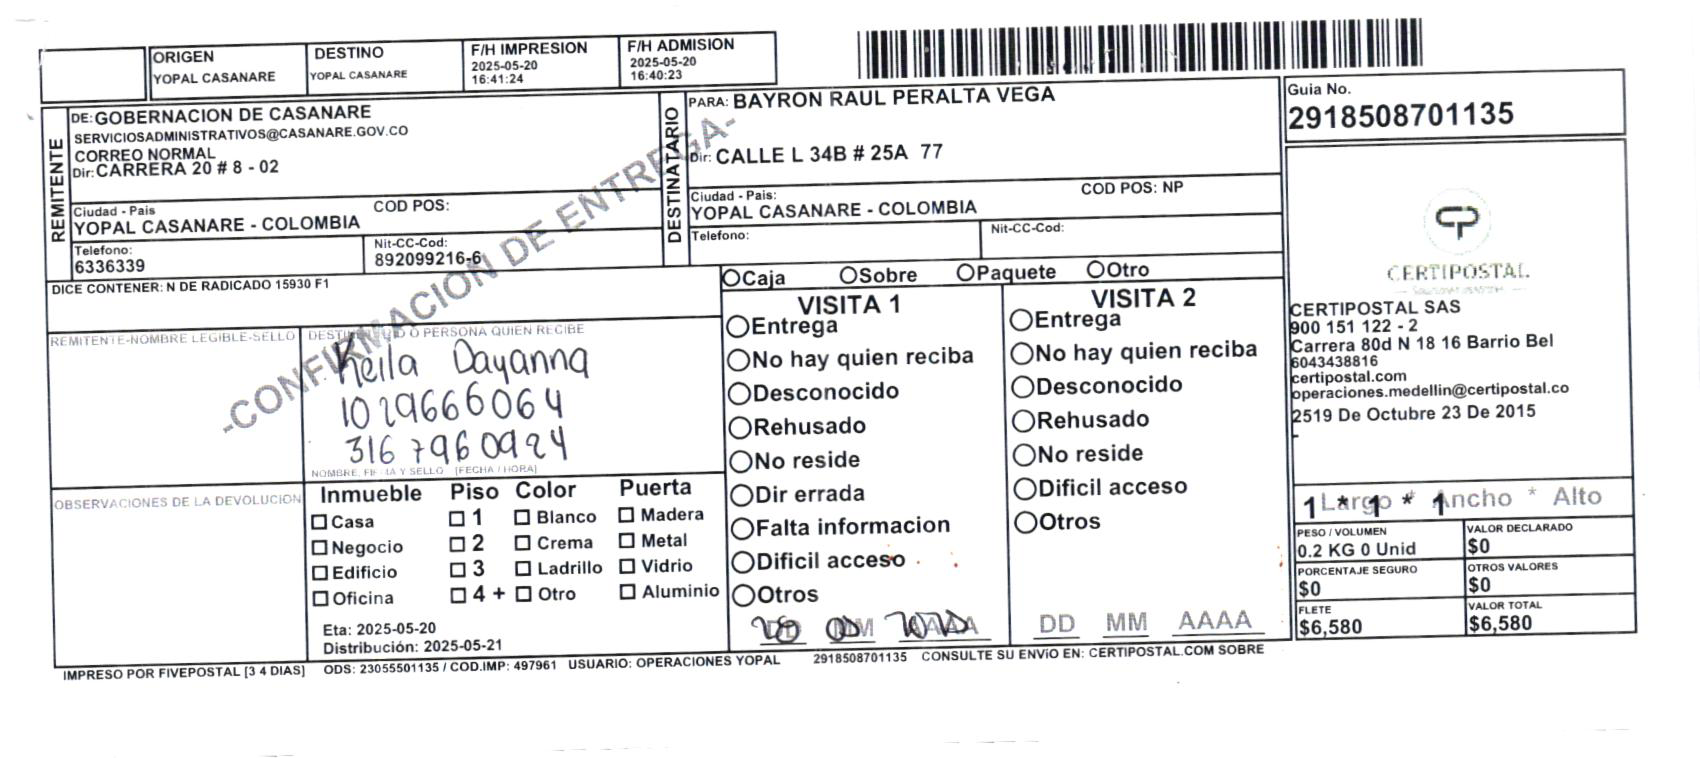 ORIGEN
YOPAL CASANARE
DESTINO
YOPAL CASANARE
F/H IMPRESION
2025-05-20
16:41:24
F/H ADMISION
2025-05-20
16:40:23
REMITENTE
DE: GOBERNACION DE CASANARE
SERVICIOSADMINISTRATIVOS@CASANARE.GOV.CO
CORREO NORMAL
Dir: CARRERA 20 # 8 - 02
Ciudad - Pais
COD POS:
YOPAL CASANARE - COLOMBIA
Telefono:
6336339
Nit-CC-Cod:
892099216-6
DESTINATARIO
PARA: BAYRON RAUL PERALTA VEGA
Dir: CALLE L 34B # 25A 77
Ciudad - Pais:
COD POS: NP
YOPAL CASANARE - COLOMBIA
Telefono:
Nit-CC-Cod:
Guia No.
2918508701135
DICE CONTENER: N DE RADICADO 15930 F1
-CONFIRMACION DE ENTREGA-
REMITENTE-NOMBRE LEGIBLE-SELLO
DESTINATARIO O PERSONA QUIEN RECIBE
Keila Dayanna
1029666064
3167960924
NOMBRE, FIRMA Y SELLO [FECHA / HORA]
OBSERVACIONES DE LA DEVOLUCION
Inmueble Piso Color Puerta
Casa 1 Blanco Madera
Negocio 2 Crema Metal
Edificio 3 Ladrillo Vidrio
Oficina 4 + Otro Aluminio
Eta: 2025-05-20
Distribución: 2025-05-21
Caja Sobre Paquete Otro
VISITA 1
Entrega
No hay quien reciba
Desconocido
Rehusado
No reside
Dir errada
Falta informacion
Dificil acceso
Otros
DD MM AAAA
VISITA 2
Entrega
No hay quien reciba
Desconocido
Rehusado
No reside
Dificil acceso
Otros
DD MM AAAA
CERTIPOSTAL
CERTIPOSTAL SAS
900 151 122 - 2
Carrera 80d N 18 16 Barrio Bel
6043438816
certipostal.com
operaciones.medellin@certipostal.co
2519 De Octubre 23 De 2015
-
1 * 1 * 1
Largo * Ancho * Alto
PESO / VOLUMEN
0.2 KG 0 Unid
VALOR DECLARADO
$0
PORCENTAJE SEGURO
$0
OTROS VALORES
$0
FLETE
$6,580
VALOR TOTAL
$6,580
IMPRESO POR FIVEPOSTAL [3 4 DIAS] ODS: 23055501135 / COD.IMP: 497961 USUARIO: OPERACIONES YOPAL 2918508701135 CONSULTE SU ENVíO EN: CERTIPOSTAL.COM SOBRE